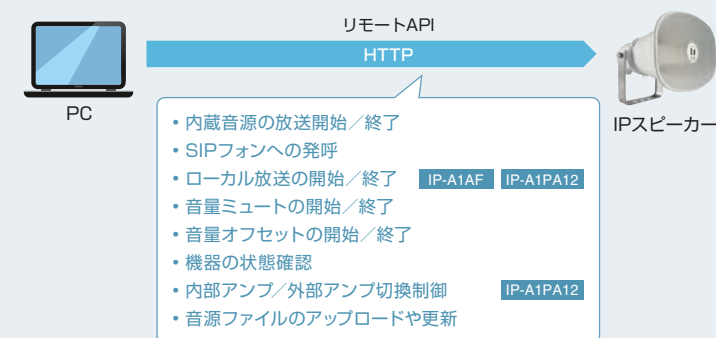 リモートAPI
HTTP
PC
IPスピーカー
・内蔵音源の放送開始／終了
・SIPフォンへの発呼
・ローカル放送の開始／終了 IP-A1AF IP-A1PA12
・音量ミュートの開始／終了
・音量オフセットの開始／終了
・機器の状態確認
・内部アンプ／外部アンプ切換制御 IP-A1PA12
・音源ファイルのアップロードや更新